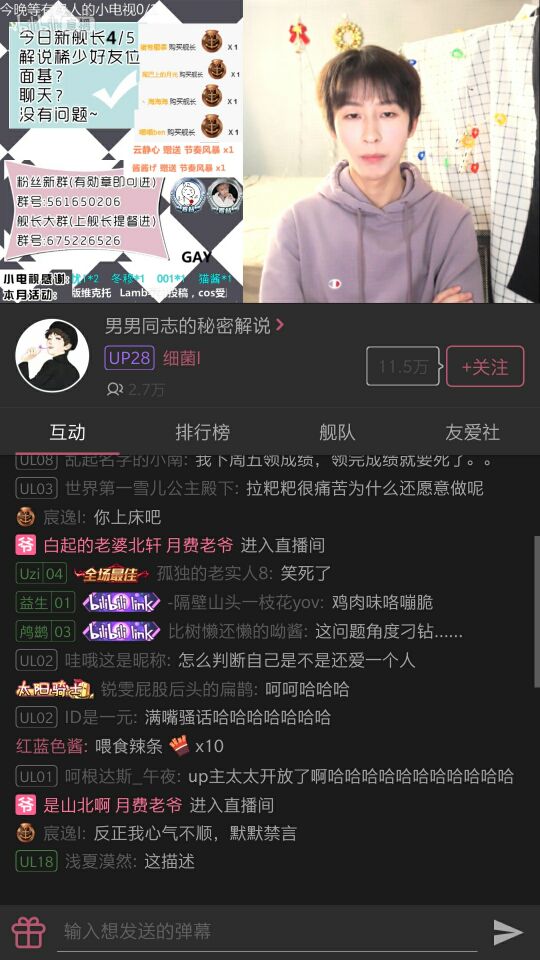 今晚等有男人的小电视0/
今日新舰长4/5
解说稀少好友位
面基?
聊天?
没有问题~
购买舰长 X1
尾巴上的月光 购买舰长 X1
、海海海 购买舰长 X1
嘤嘤ben 购买舰长 X1
云静心 赠送 节奏风暴 x1
酱酱if 赠送 节奏风暴 x1
粉丝新群(有勋章即可进)
群号:561650206
舰长大群(上舰长提督进)
群号:675226526
GAY
小电视感谢: 优1*2 冬穆*1 001*1 猫酱*1
本月活动: 版维克托 Lamb 投稿,cos受
男男同志的秘密解说
UP28 细菌l
2.7万
11.5万
+关注
互动 排行榜 舰队 友爱社
UL08 乱起名字的小南: 我下周五领成绩,领完成绩就要死了。。
UL03 世界第一雪儿公主殿下: 拉粑粑很痛苦为什么还愿意做呢
宸逸l: 你上床吧
爷 白起的老婆北轩 月费老爷 进入直播间
Uzi 04 全场最佳 孤独的老实人8: 笑死了
益生 01 bilibili link -隔壁山头一枝花yov: 鸡肉味咯嘣脆
鸬鹚 03 bilibili link 比树懒还懒的呦酱: 这问题角度刁钻......
UL02 哇哦这是昵称: 怎么判断自己是不是还爱一个人
太阳骑士 锐雯屁股后头的扁鹊: 呵呵哈哈哈
UL02 ID是一元: 满嘴骚话哈哈哈哈哈哈哈
红蓝色酱: 喂食辣条 x10
UL01 呵根达斯_午夜: up主太太开放了啊哈哈哈哈哈哈哈哈哈哈哈
爷 是山北啊 月费老爷 进入直播间
宸逸l: 反正我心气不顺,默默禁言
UL18 浅夏漠然: 这描述
输入想发送的弹幕